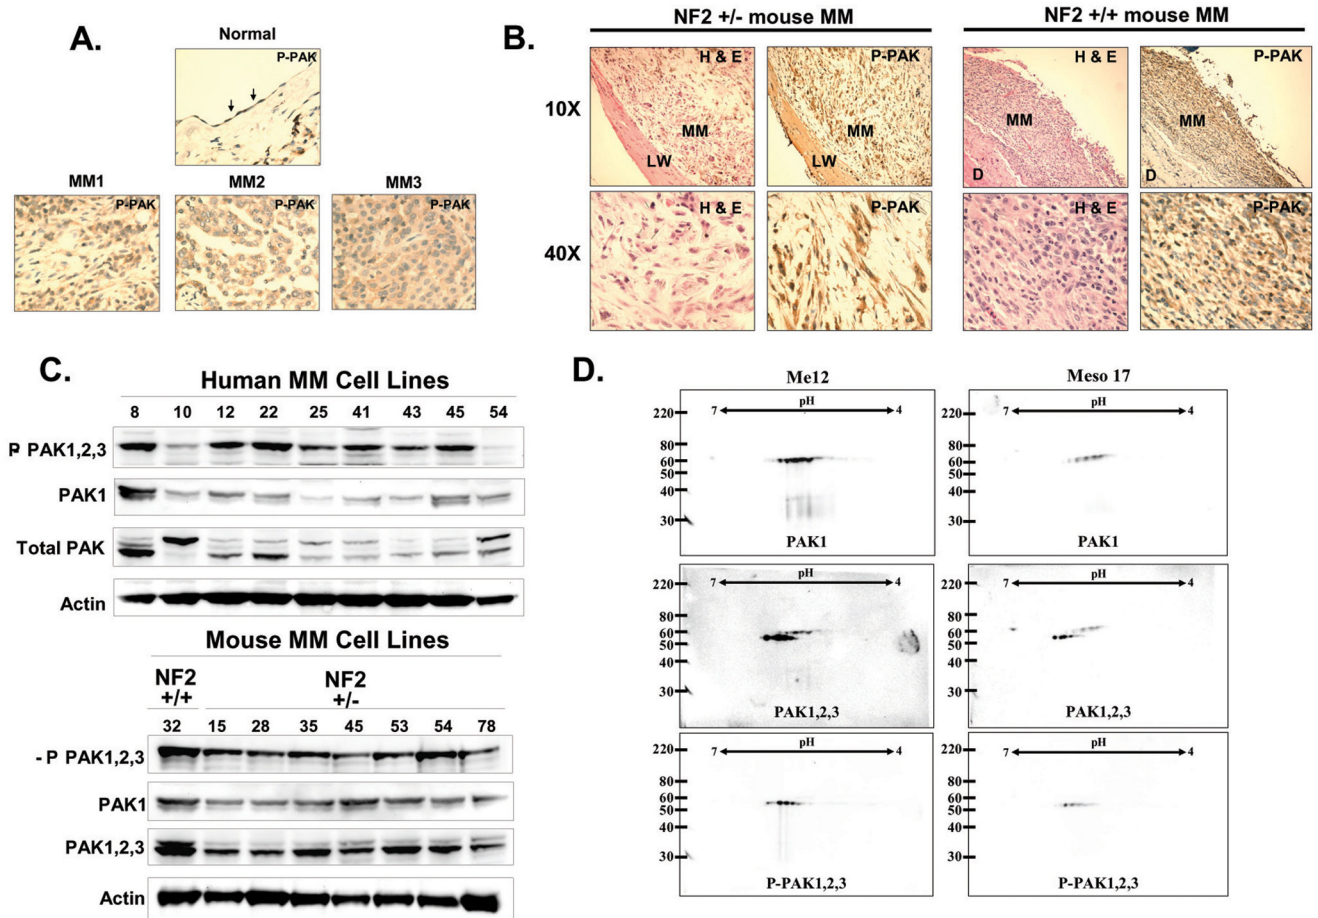 A.
Normal
P-PAK
MM1
MM2
MM3
P-PAK
P-PAK
P-PAK
B.
NF2 +/- mouse MM
NF2 +/+ mouse MM
10X
H & E
MM
LW
P-PAK
MM
LW
H & E
MM
D
P-PAK
MM
D
40X
H & E
P-PAK
H & E
P-PAK
C.
Human MM Cell Lines
8 10 12 22 25 41 43 45 54
P- PAK1,2,3
PAK1
Total PAK
Actin
Mouse MM Cell Lines
NF2 NF2
+/+ +/-
32 15 28 35 45 53 54 78
- P PAK1,2,3
PAK1
PAK1,2,3
Actin
D.
Me12
pH
7 4
220
80
60
50
40
30
PAK1
pH
7 4
220
80
60
50
40
30
PAK1,2,3
pH
7 4
220
80
60
50
40
30
P-PAK1,2,3
Meso 17
pH
7 4
220
80
60
50
40
30
PAK1
pH
7 4
220
80
60
50
40
30
PAK1,2,3
pH
7 4
220
80
60
50
40
30
P-PAK1,2,3